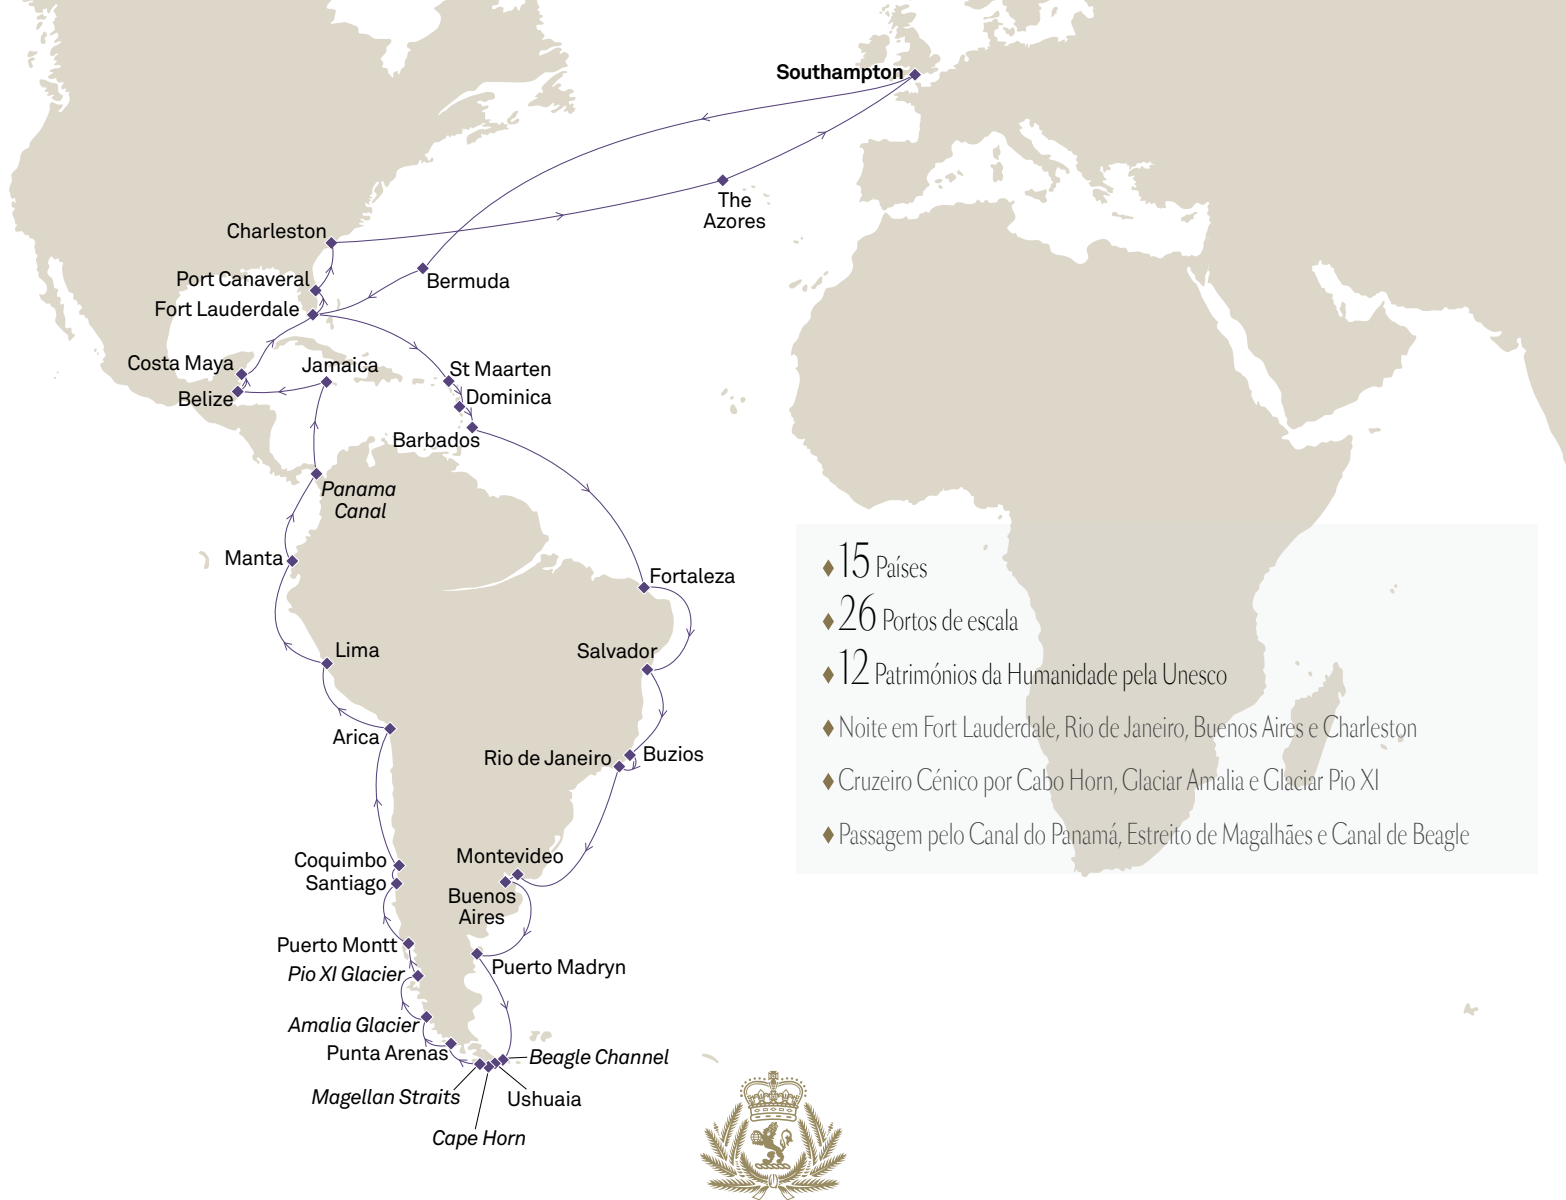 Southampton
The
Azores
Charleston
Bermuda
Port Canaveral
Fort Lauderdale
Costa Maya
Jamaica
St Maarten
Belize
Dominica
Barbados
Panama
Canal
Manta
Fortaleza
Lima
Salvador
Arica
Rio de Janeiro
Buzios
Coquimbo
Montevideo
Santiago
Buenos
Aires
Puerto Montt
Puerto Madryn
Pio XI Glacier
Amalia Glacier
Punta Arenas
Beagle Channel
Magellan Straits
Ushuaia
Cape Horn
15 Países
26 Portos de escala
12 Patrimónios da Humanidade pela Unesco
Noite em Fort Lauderdale, Rio de Janeiro, Buenos Aires e Charleston
Cruzeiro Cénico por Cabo Horn, Glaciar Amalia e Glaciar Pio XI
Passagem pelo Canal do Panamá, Estreito de Magalhães e Canal de Beagle